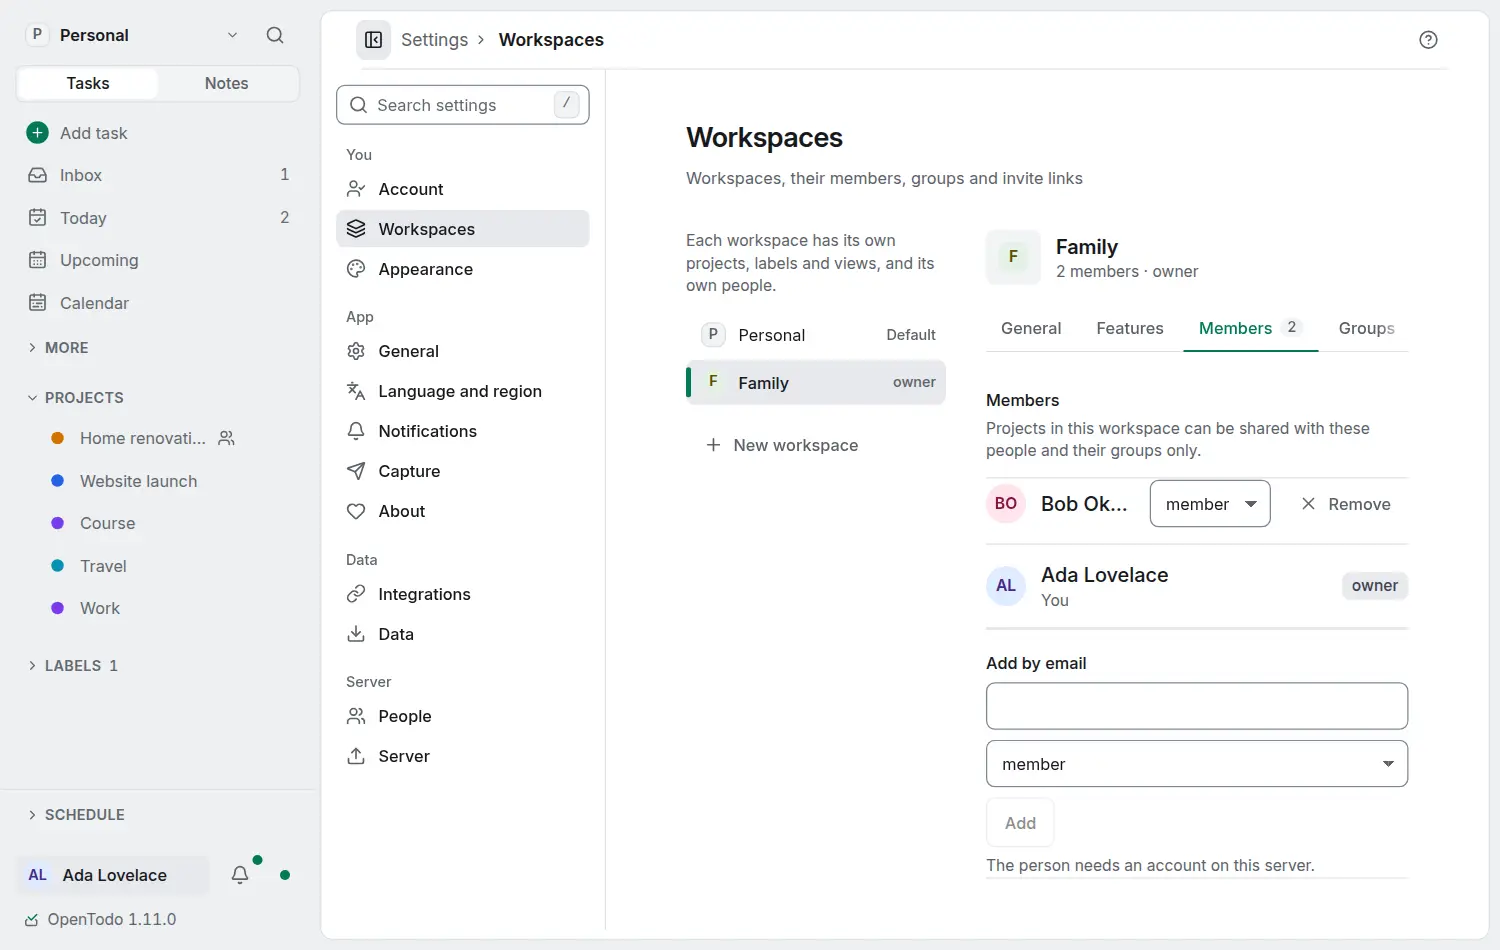 P Personal
Tasks Notes
Add task
Inbox 1
Today 2
Upcoming
Calendar
MORE
PROJECTS
Home renovati...
Website launch
Course
Travel
Work
LABELS 1
SCHEDULE
AL Ada Lovelace
OpenTodo 1.11.0
Settings > Workspaces
Search settings /
You
Account
Workspaces
Appearance
App
General
Language and region
Notifications
Capture
About
Data
Integrations
Data
Server
People
Server
Workspaces
Workspaces, their members, groups and invite links
Each workspace has its own
projects, labels and views, and its
own people.
P Personal Default
F Family owner
+ New workspace
F Family
2 members · owner
General Features Members 2 Groups
Members
Projects in this workspace can be shared with these
people and their groups only.
BO Bob Ok... member Remove
AL Ada Lovelace
You
owner
Add by email
member
Add
The person needs an account on this server.